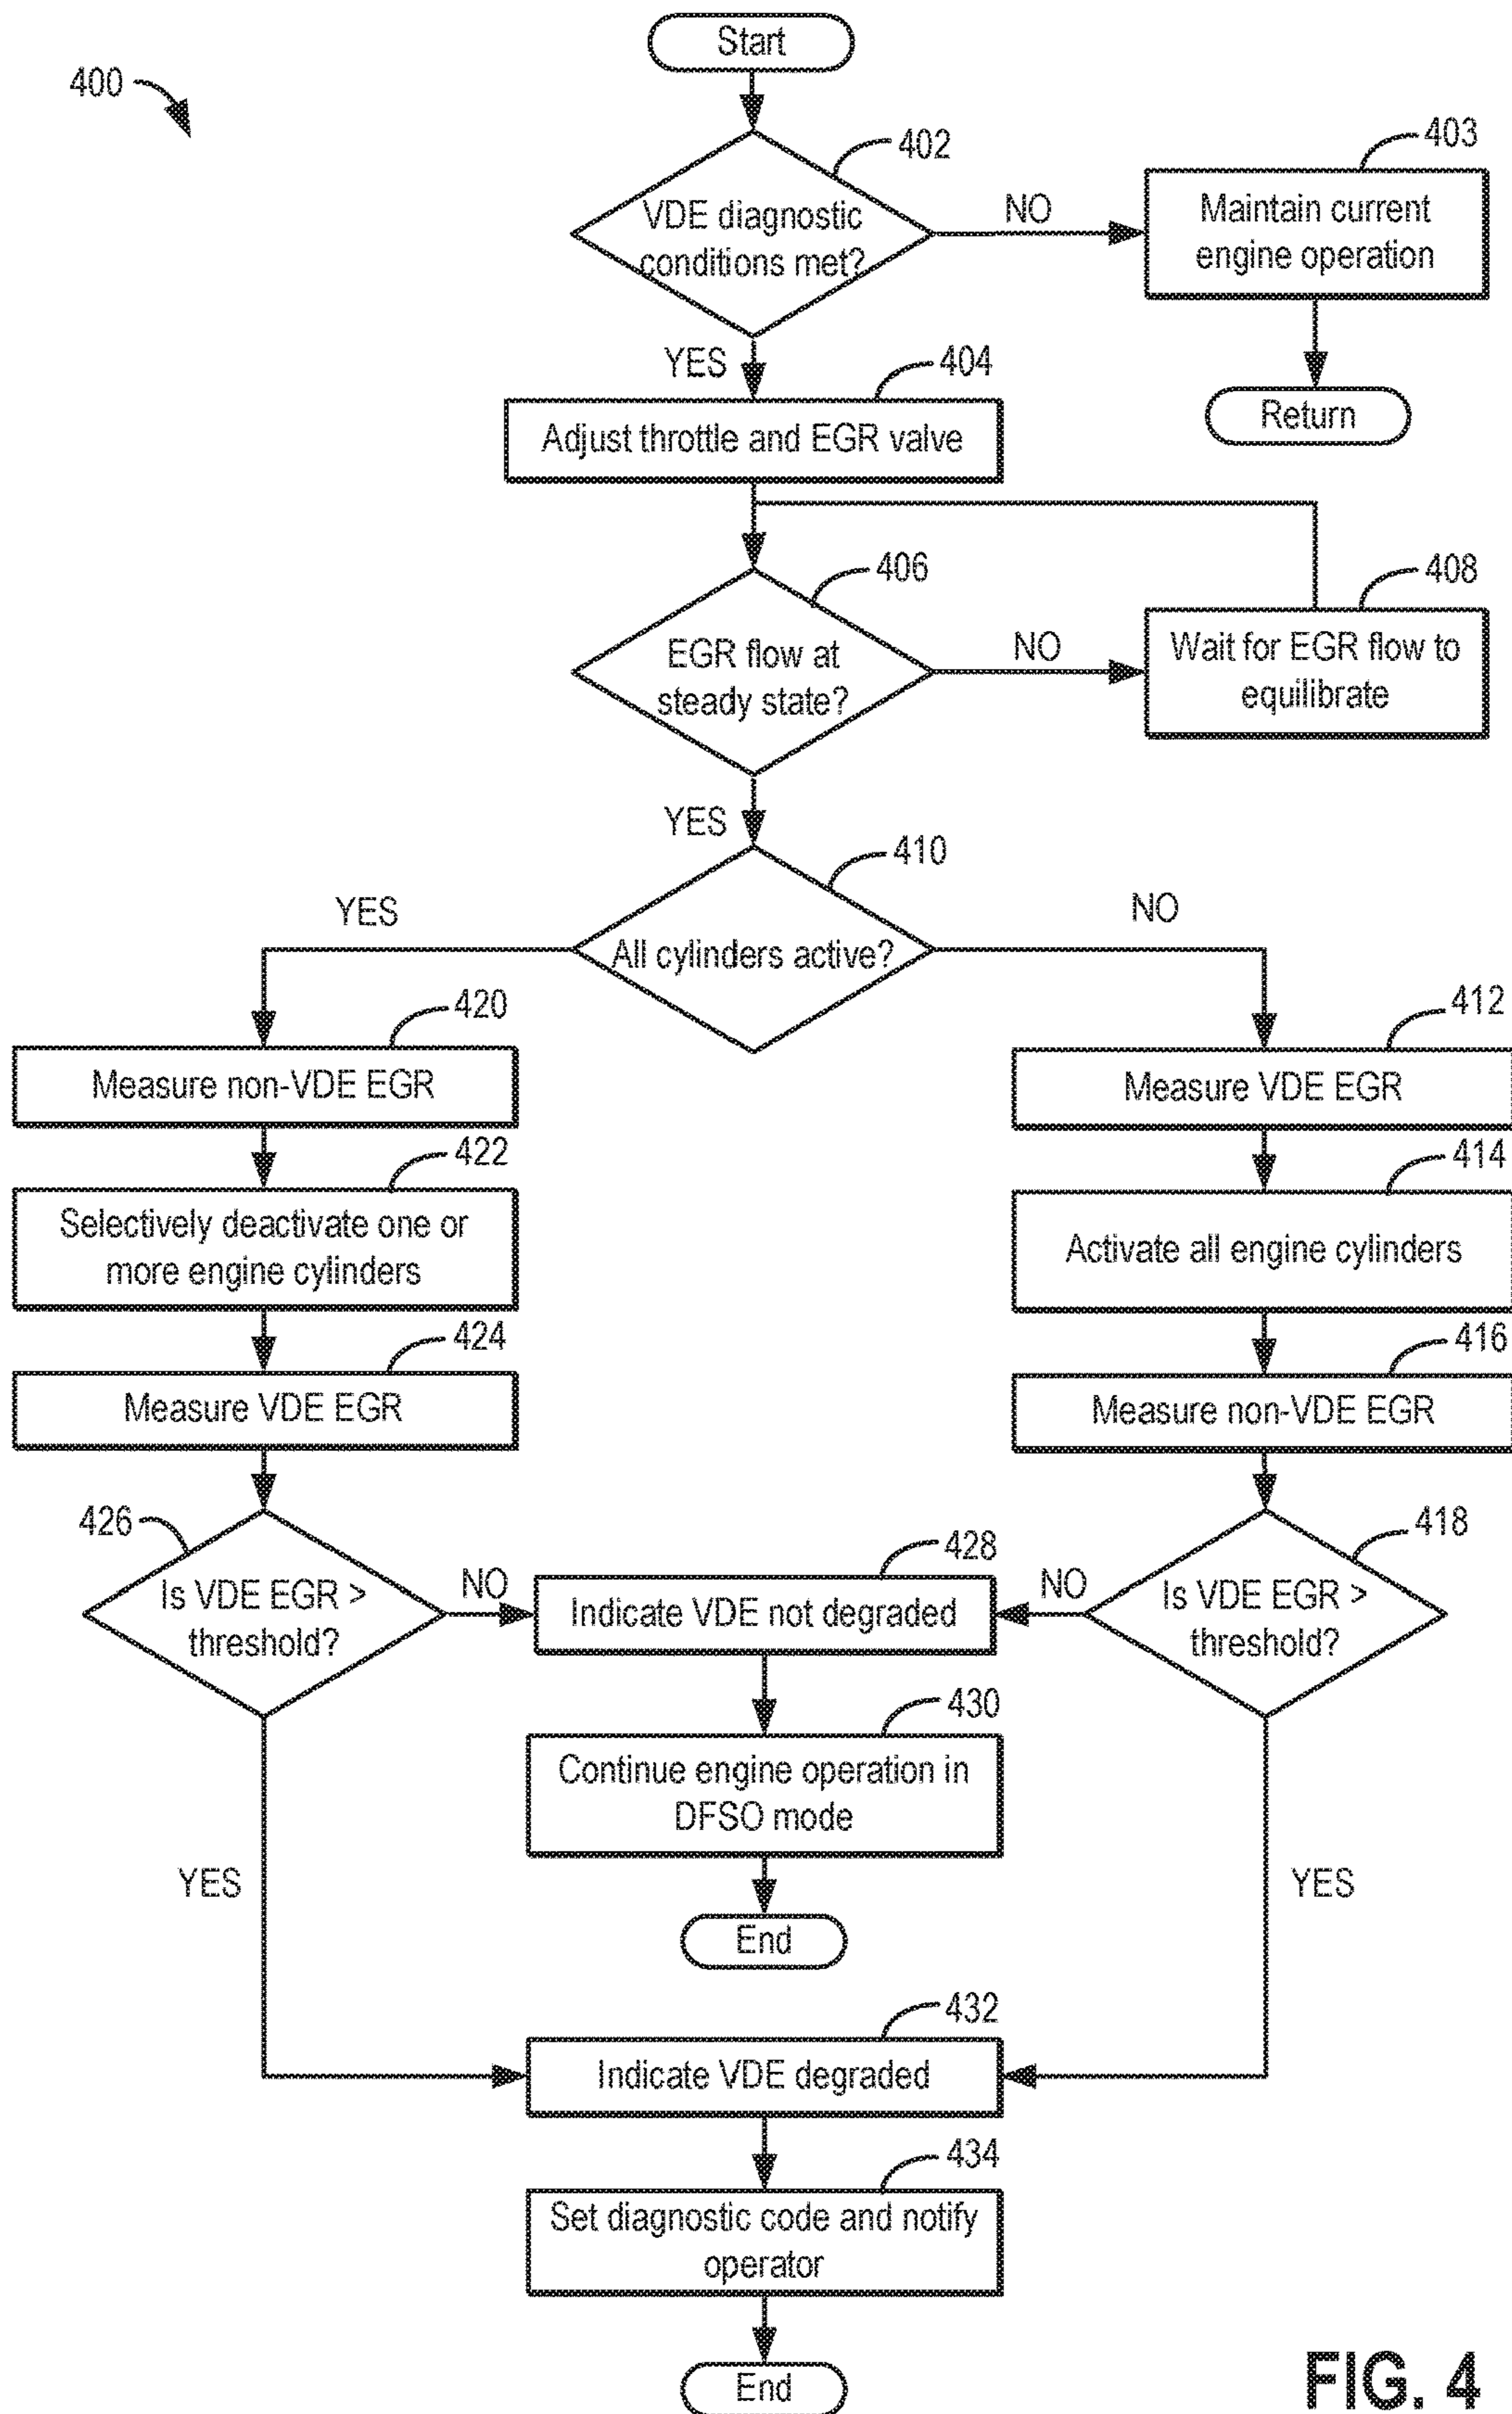 Start
400
402
VDE diagnostic
conditions met?
NO
403
Maintain current
engine operation
Return
YES
404
Adjust throttle and EGR valve
406
EGR flow at
steady state?
NO
408
Wait for EGR flow to
equilibrate
YES
410
All cylinders active?
YES
NO
420
Measure non-VDE EGR
422
Selectively deactivate one or
more engine cylinders
424
Measure VDE EGR
426
Is VDE EGR >
threshold?
NO
YES
412
Measure VDE EGR
414
Activate all engine cylinders
416
Measure non-VDE EGR
418
Is VDE EGR >
threshold?
NO
YES
428
Indicate VDE not degraded
430
Continue engine operation in
DFSO mode
End
432
Indicate VDE degraded
434
Set diagnostic code and notify
operator
End
FIG. 4